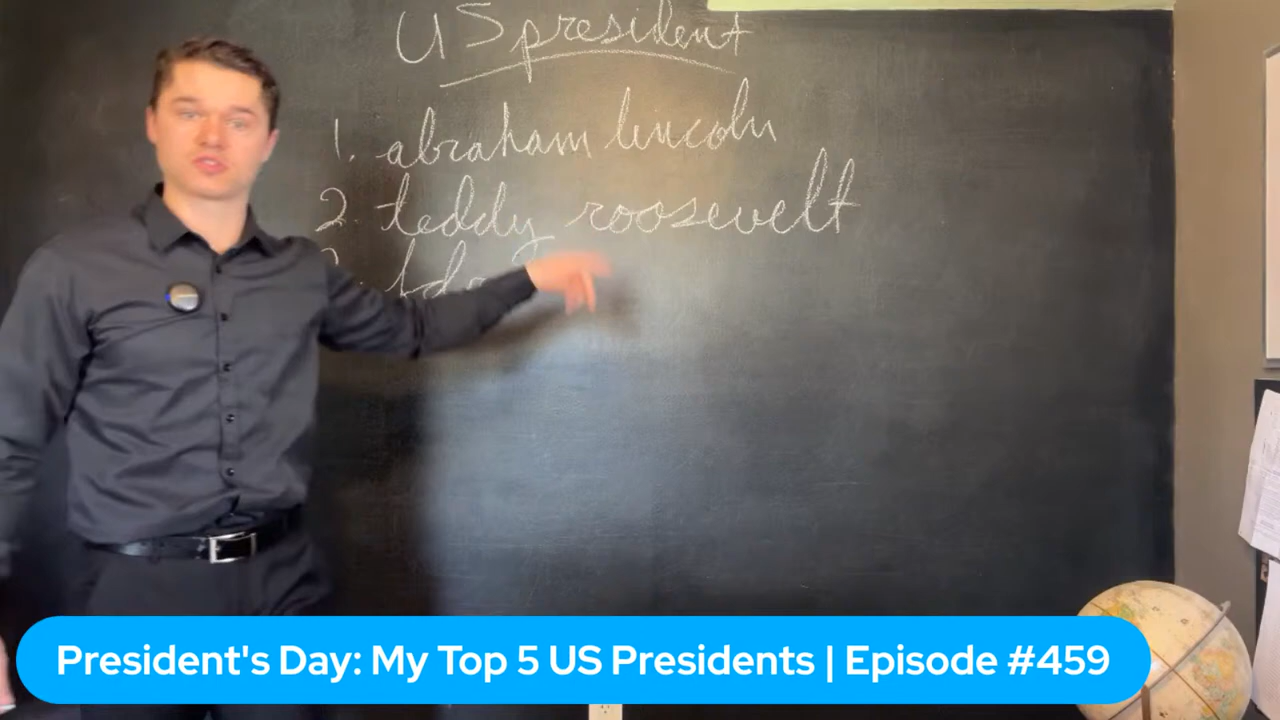 US president
1. abraham lincoln
2. teddy roosevelt
President's Day: My Top 5 US Presidents | Episode #459